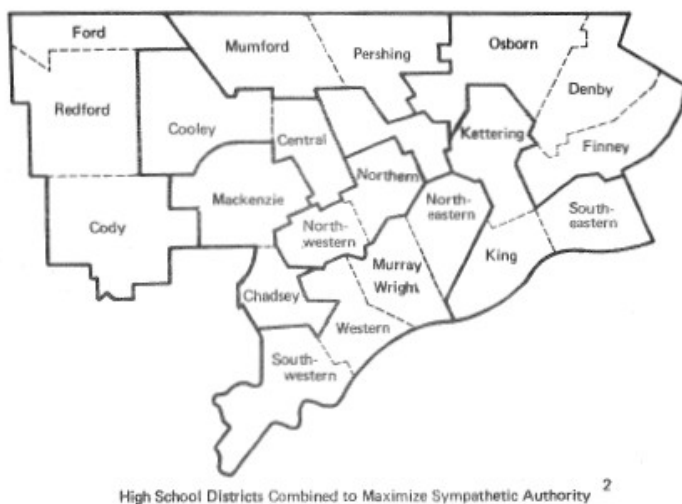 Ford
Mumford
Pershing
Osborn
Redford
Cooley
Central
Kettering
Denby
Finney
Mackenzie
Northern
North-
eastern
South-
eastern
Cody
North-
western
King
Murray
Wright
Chadsey
Western
South-
western
High School Districts Combined to Maximize Sympathetic Authority 2